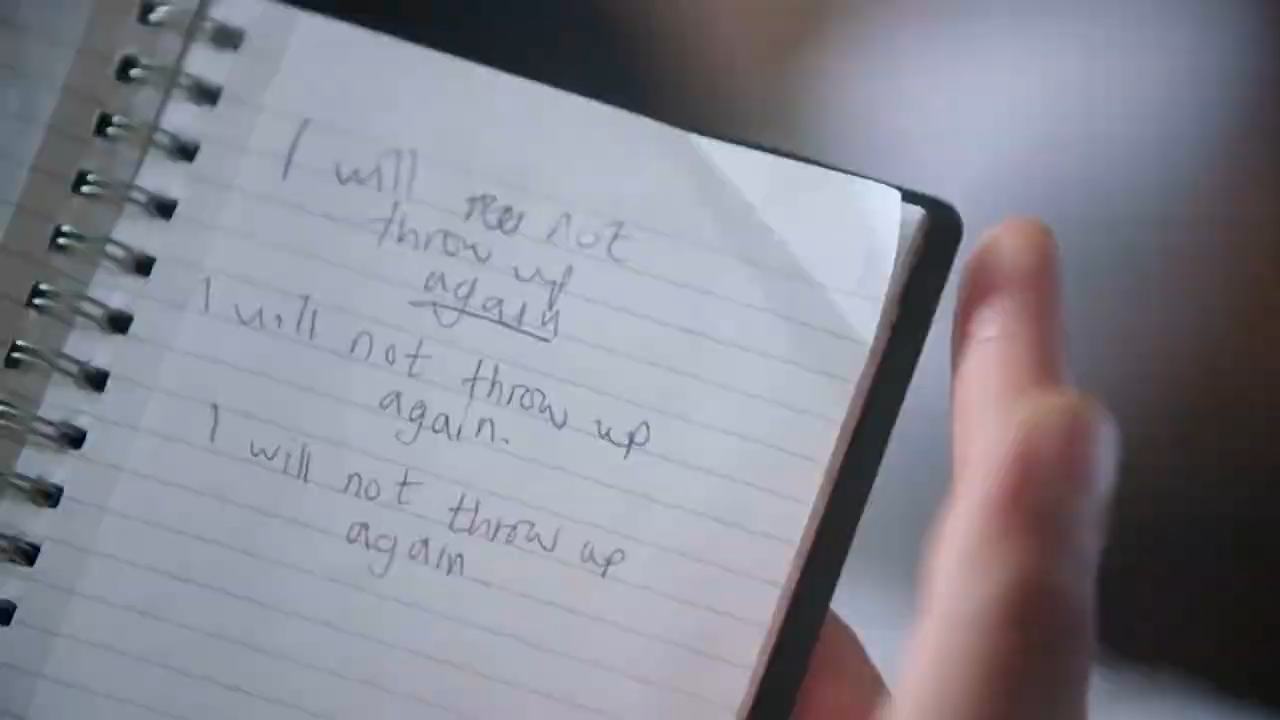 I will not
throw up
again
I will not throw up
again.
I will not throw up
again